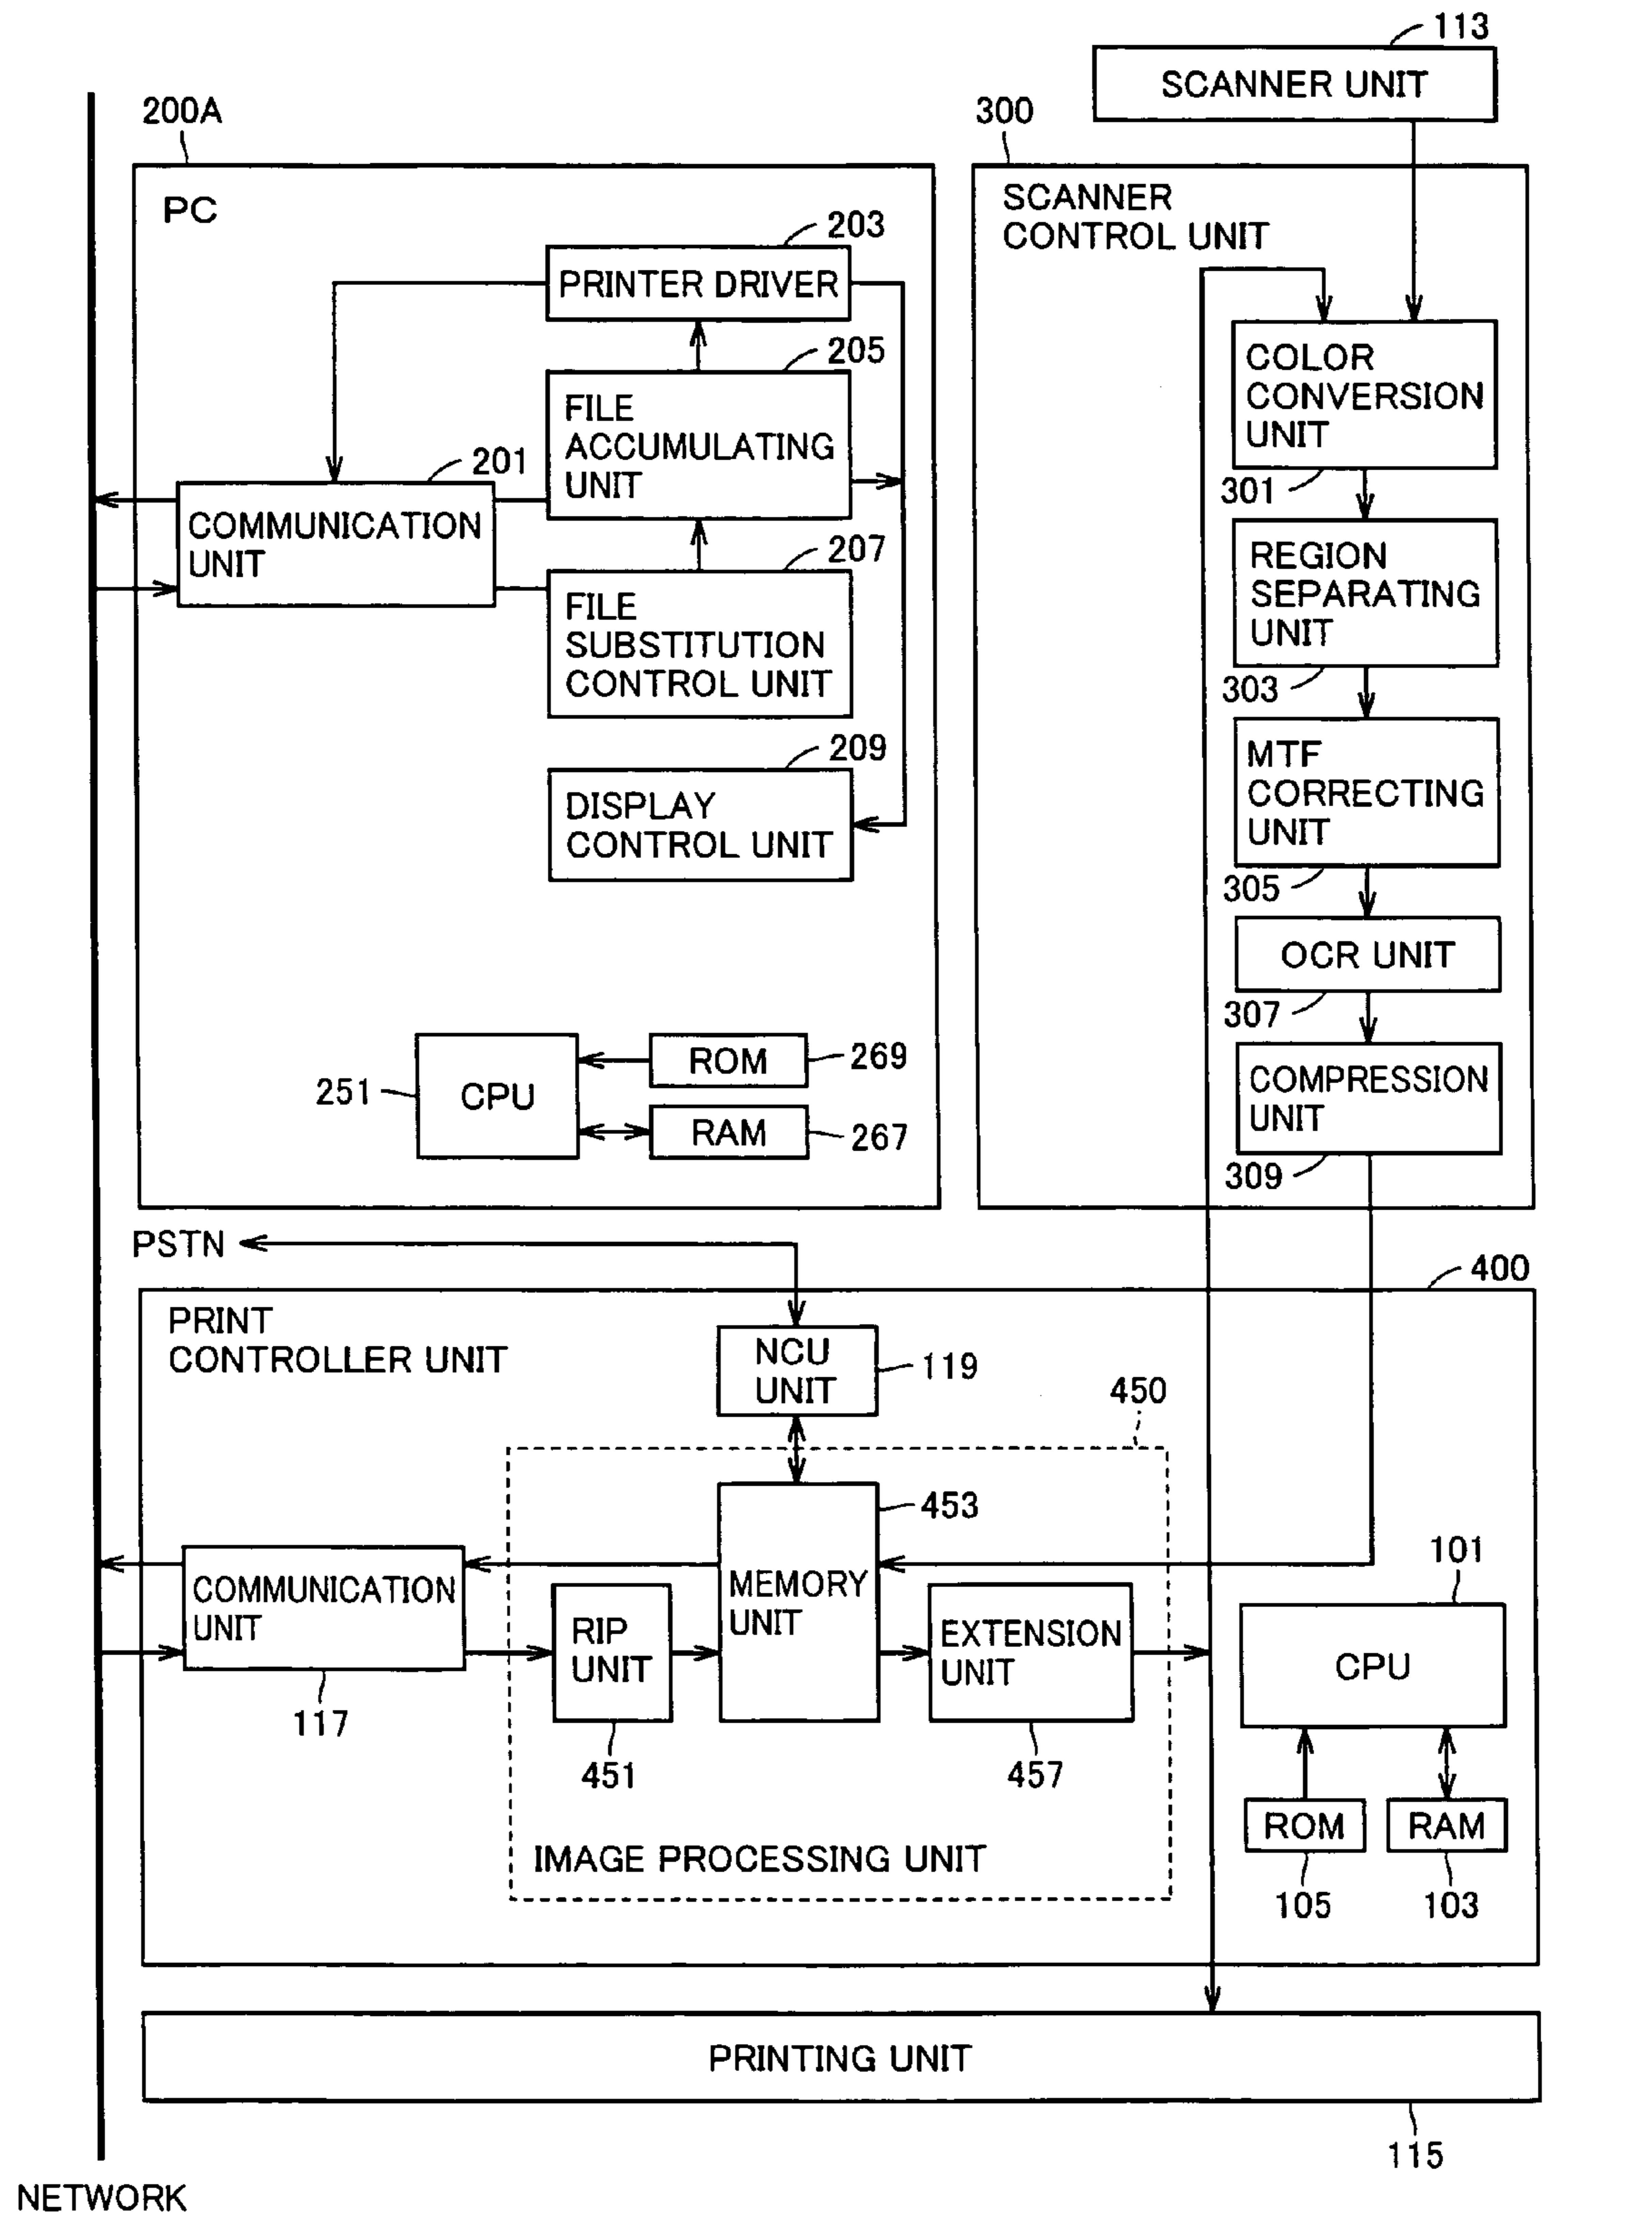 113
SCANNER UNIT
200A
PC
203
PRINTER DRIVER
205
FILE
ACCUMULATING
UNIT
201
COMMUNICATION
UNIT
207
FILE
SUBSTITUTION
CONTROL UNIT
209
DISPLAY
CONTROL UNIT
251
CPU
ROM
269
RAM
267
300
SCANNER
CONTROL UNIT
COLOR
CONVERSION
UNIT
301
REGION
SEPARATING
UNIT
303
MTF
CORRECTING
UNIT
305
OCR UNIT
307
COMPRESSION
UNIT
309
PSTN
400
PRINT
CONTROLLER UNIT
NCU
UNIT
119
450
453
COMMUNICATION
UNIT
117
RIP
UNIT
451
MEMORY
UNIT
EXTENSION
UNIT
457
IMAGE PROCESSING UNIT
101
CPU
ROM
105
RAM
103
PRINTING UNIT
115
NETWORK